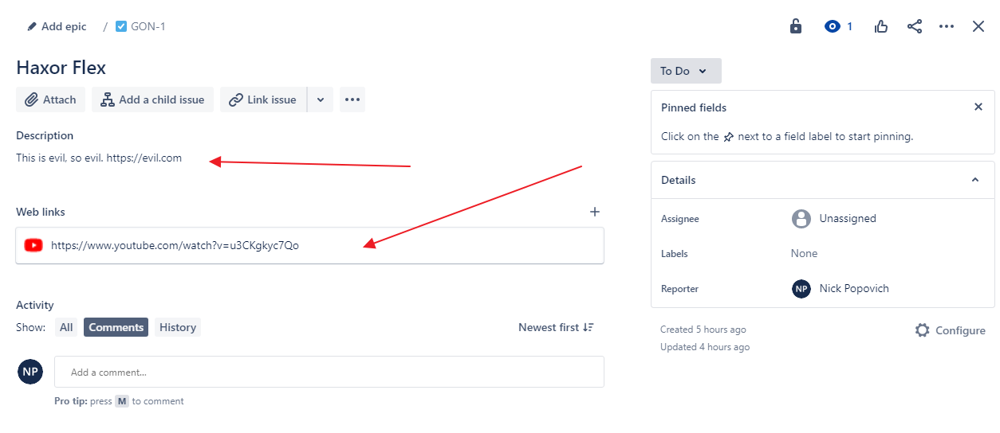 Add epic / GON-1
1
Haxor Flex
Attach
Add a child issue
Link issue
Description
This is evil, so evil. https://evil.com
Web links
https://www.youtube.com/watch?v=u3CKgkyc7Qo
Activity
Show: All Comments History
Newest first
NP
Add a comment...
Pro tip: press M to comment
To Do
Pinned fields
Click on the next to a field label to start pinning.
Details
Assignee Unassigned
Labels None
Reporter NP Nick Popovich
Created 5 hours ago
Configure
Updated 4 hours ago